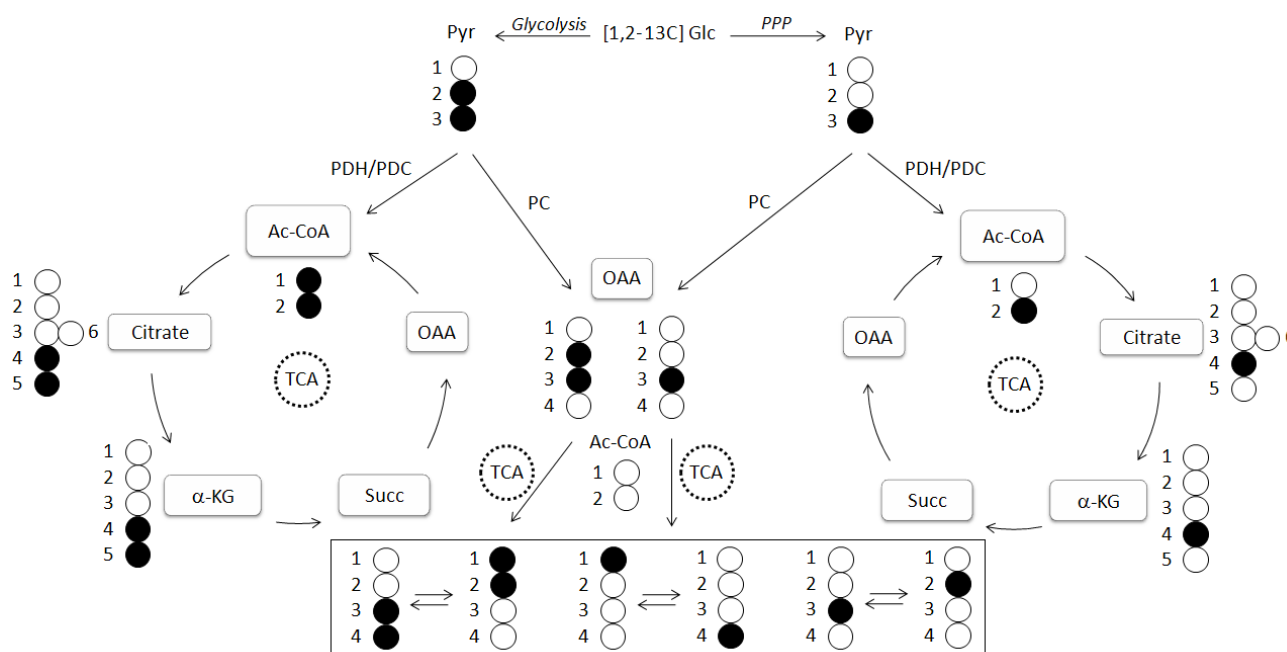 Pyr
Glycolysis
[1,2-13C] Glc
PPP
Pyr
1
2
3
1
2
3
PDH/PDC
PC
PC
PDH/PDC
Ac-CoA
1
2
OAA
Ac-CoA
1
2
1
2
3
6
4
5
Citrate
TCA
OAA
1
2
3
4
1
2
3
4
OAA
TCA
Citrate
1
2
3
4
5
1
2
3
4
5
α-KG
Succ
TCA
Ac-CoA
1
2
TCA
Succ
α-KG
1
2
3
4
5
1
2
3
4
1
2
3
4
1
2
3
4
1
2
3
4
1
2
3
4
1
2
3
4